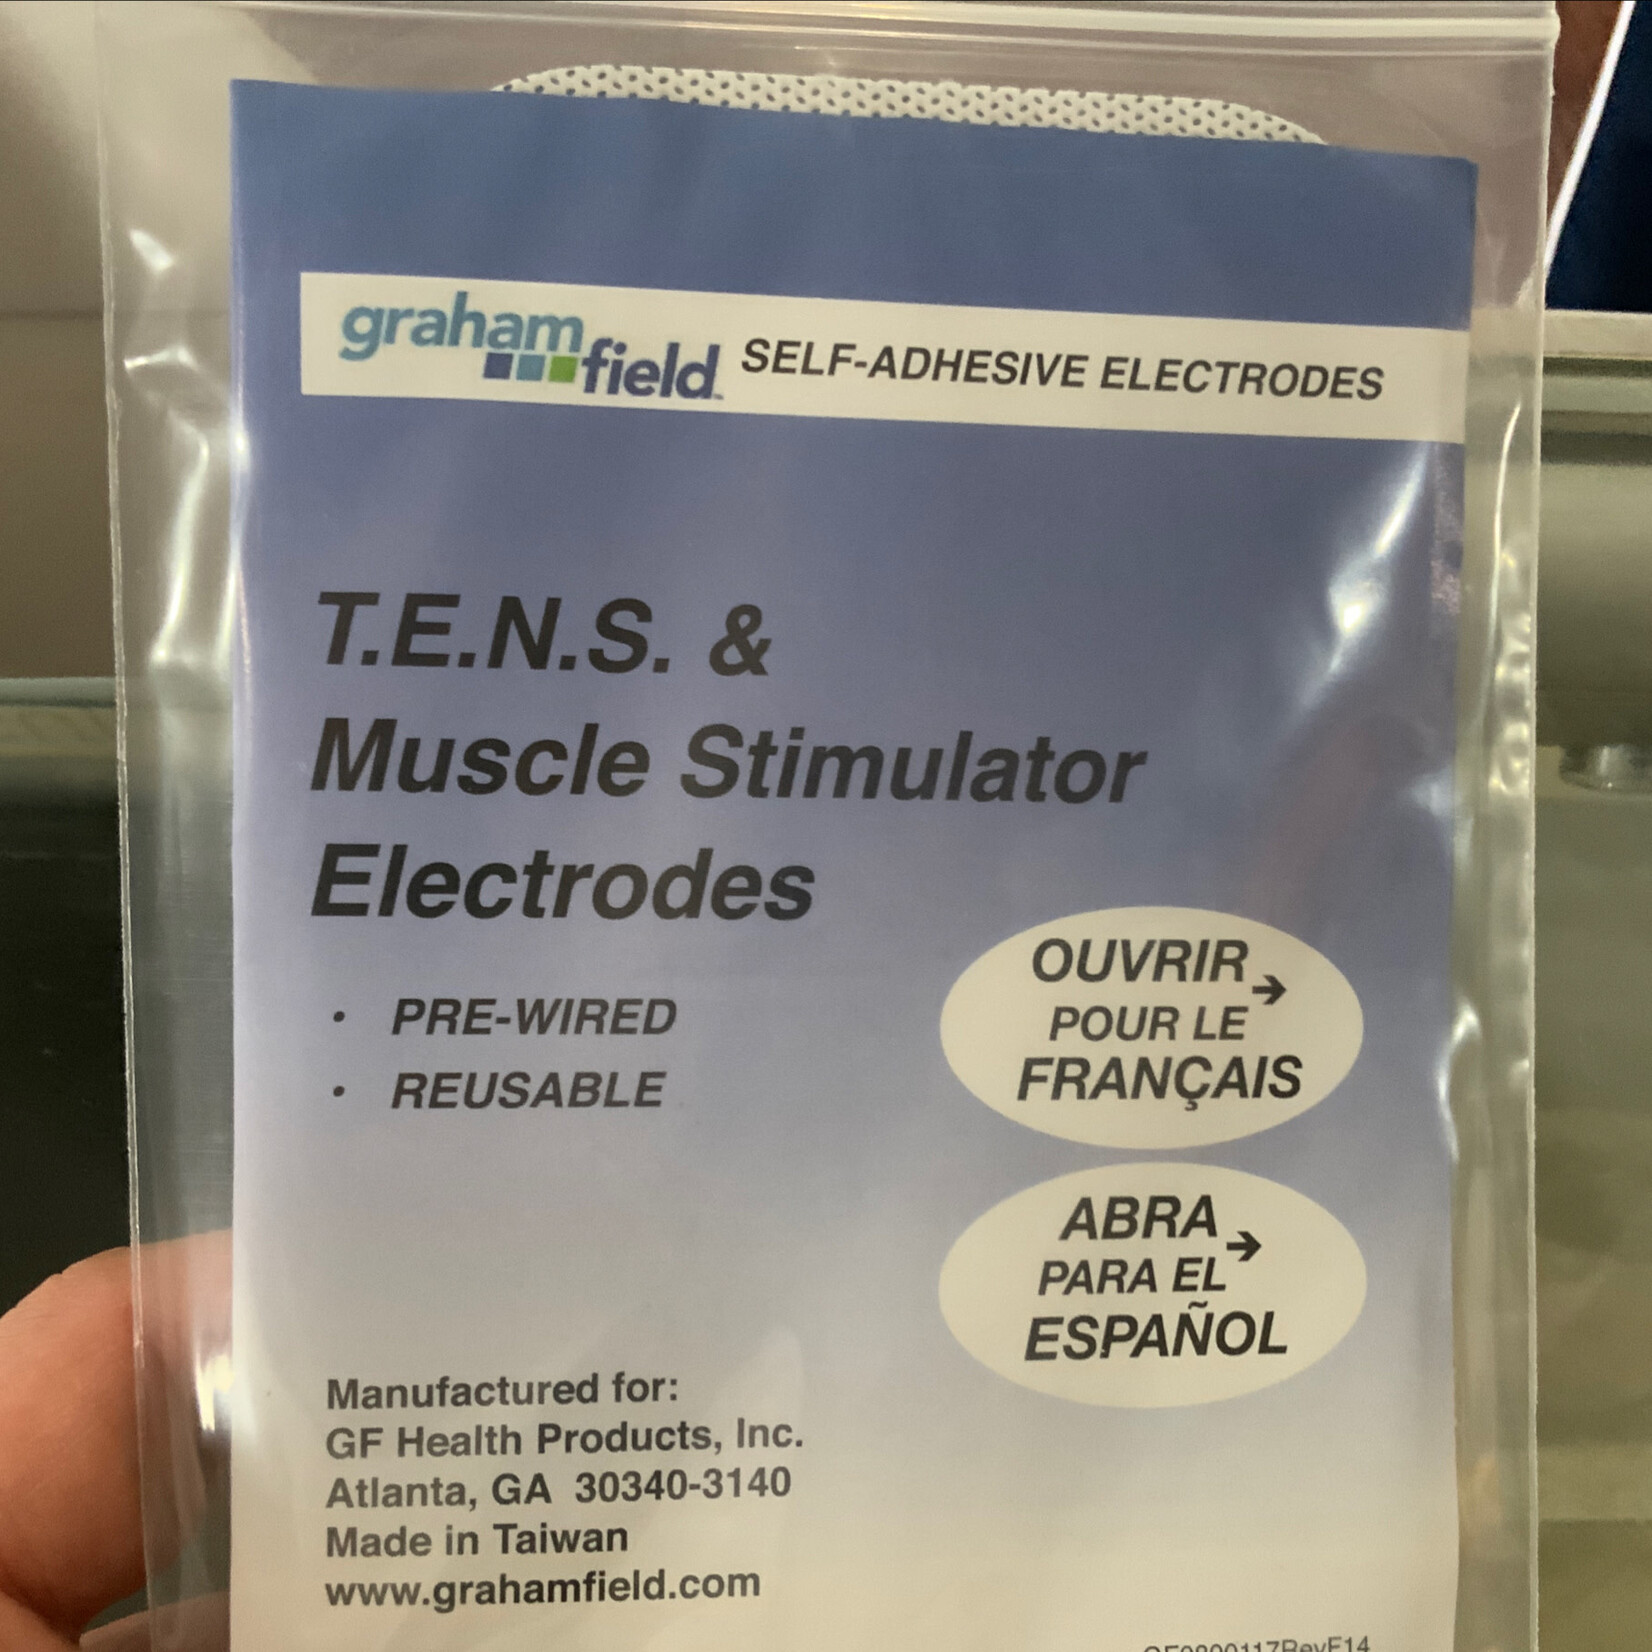 graham field SELF-ADHESIVE ELECTRODES
T.E.N.S. &
Muscle Stimulator
Electrodes
• PRE-WIRED
• REUSABLE
OUVRIR →
POUR LE
FRANÇAIS
ABRA →
PARA EL
ESPAÑOL
Manufactured for:
GF Health Products, Inc.
Atlanta, GA 30340-3140
Made in Taiwan
www.grahamfield.com